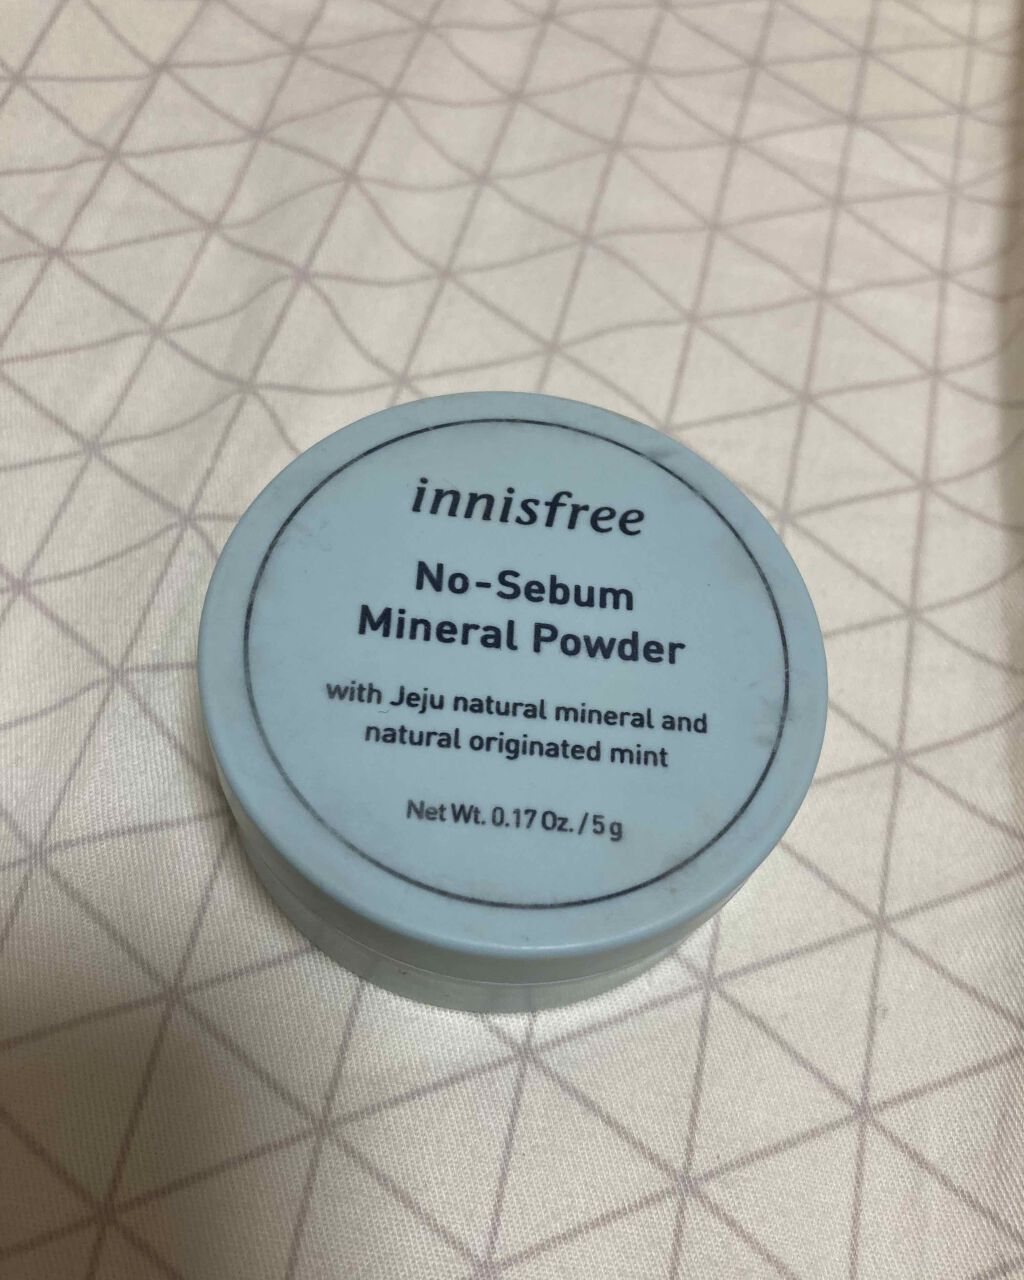 innisfree
No-Sebum
Mineral Powder
with Jeju natural mineral and
natural originated mint
Net Wt. 0.17 Oz. / 5 g